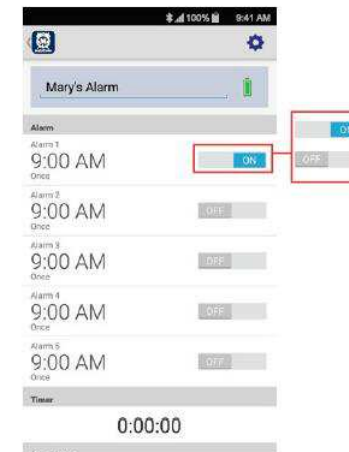 100% 9:41 AM
Mary's Alarm
Alarm
Alarm 1
9:00 AM
ON
Once
Alarm 2
9:00 AM
OFF
Once
Alarm 3
9:00 AM
OFF
Once
Alarm 4
9:00 AM
OFF
Once
Alarm 5
9:00 AM
OFF
Once
Timer
0:00:00
OFF